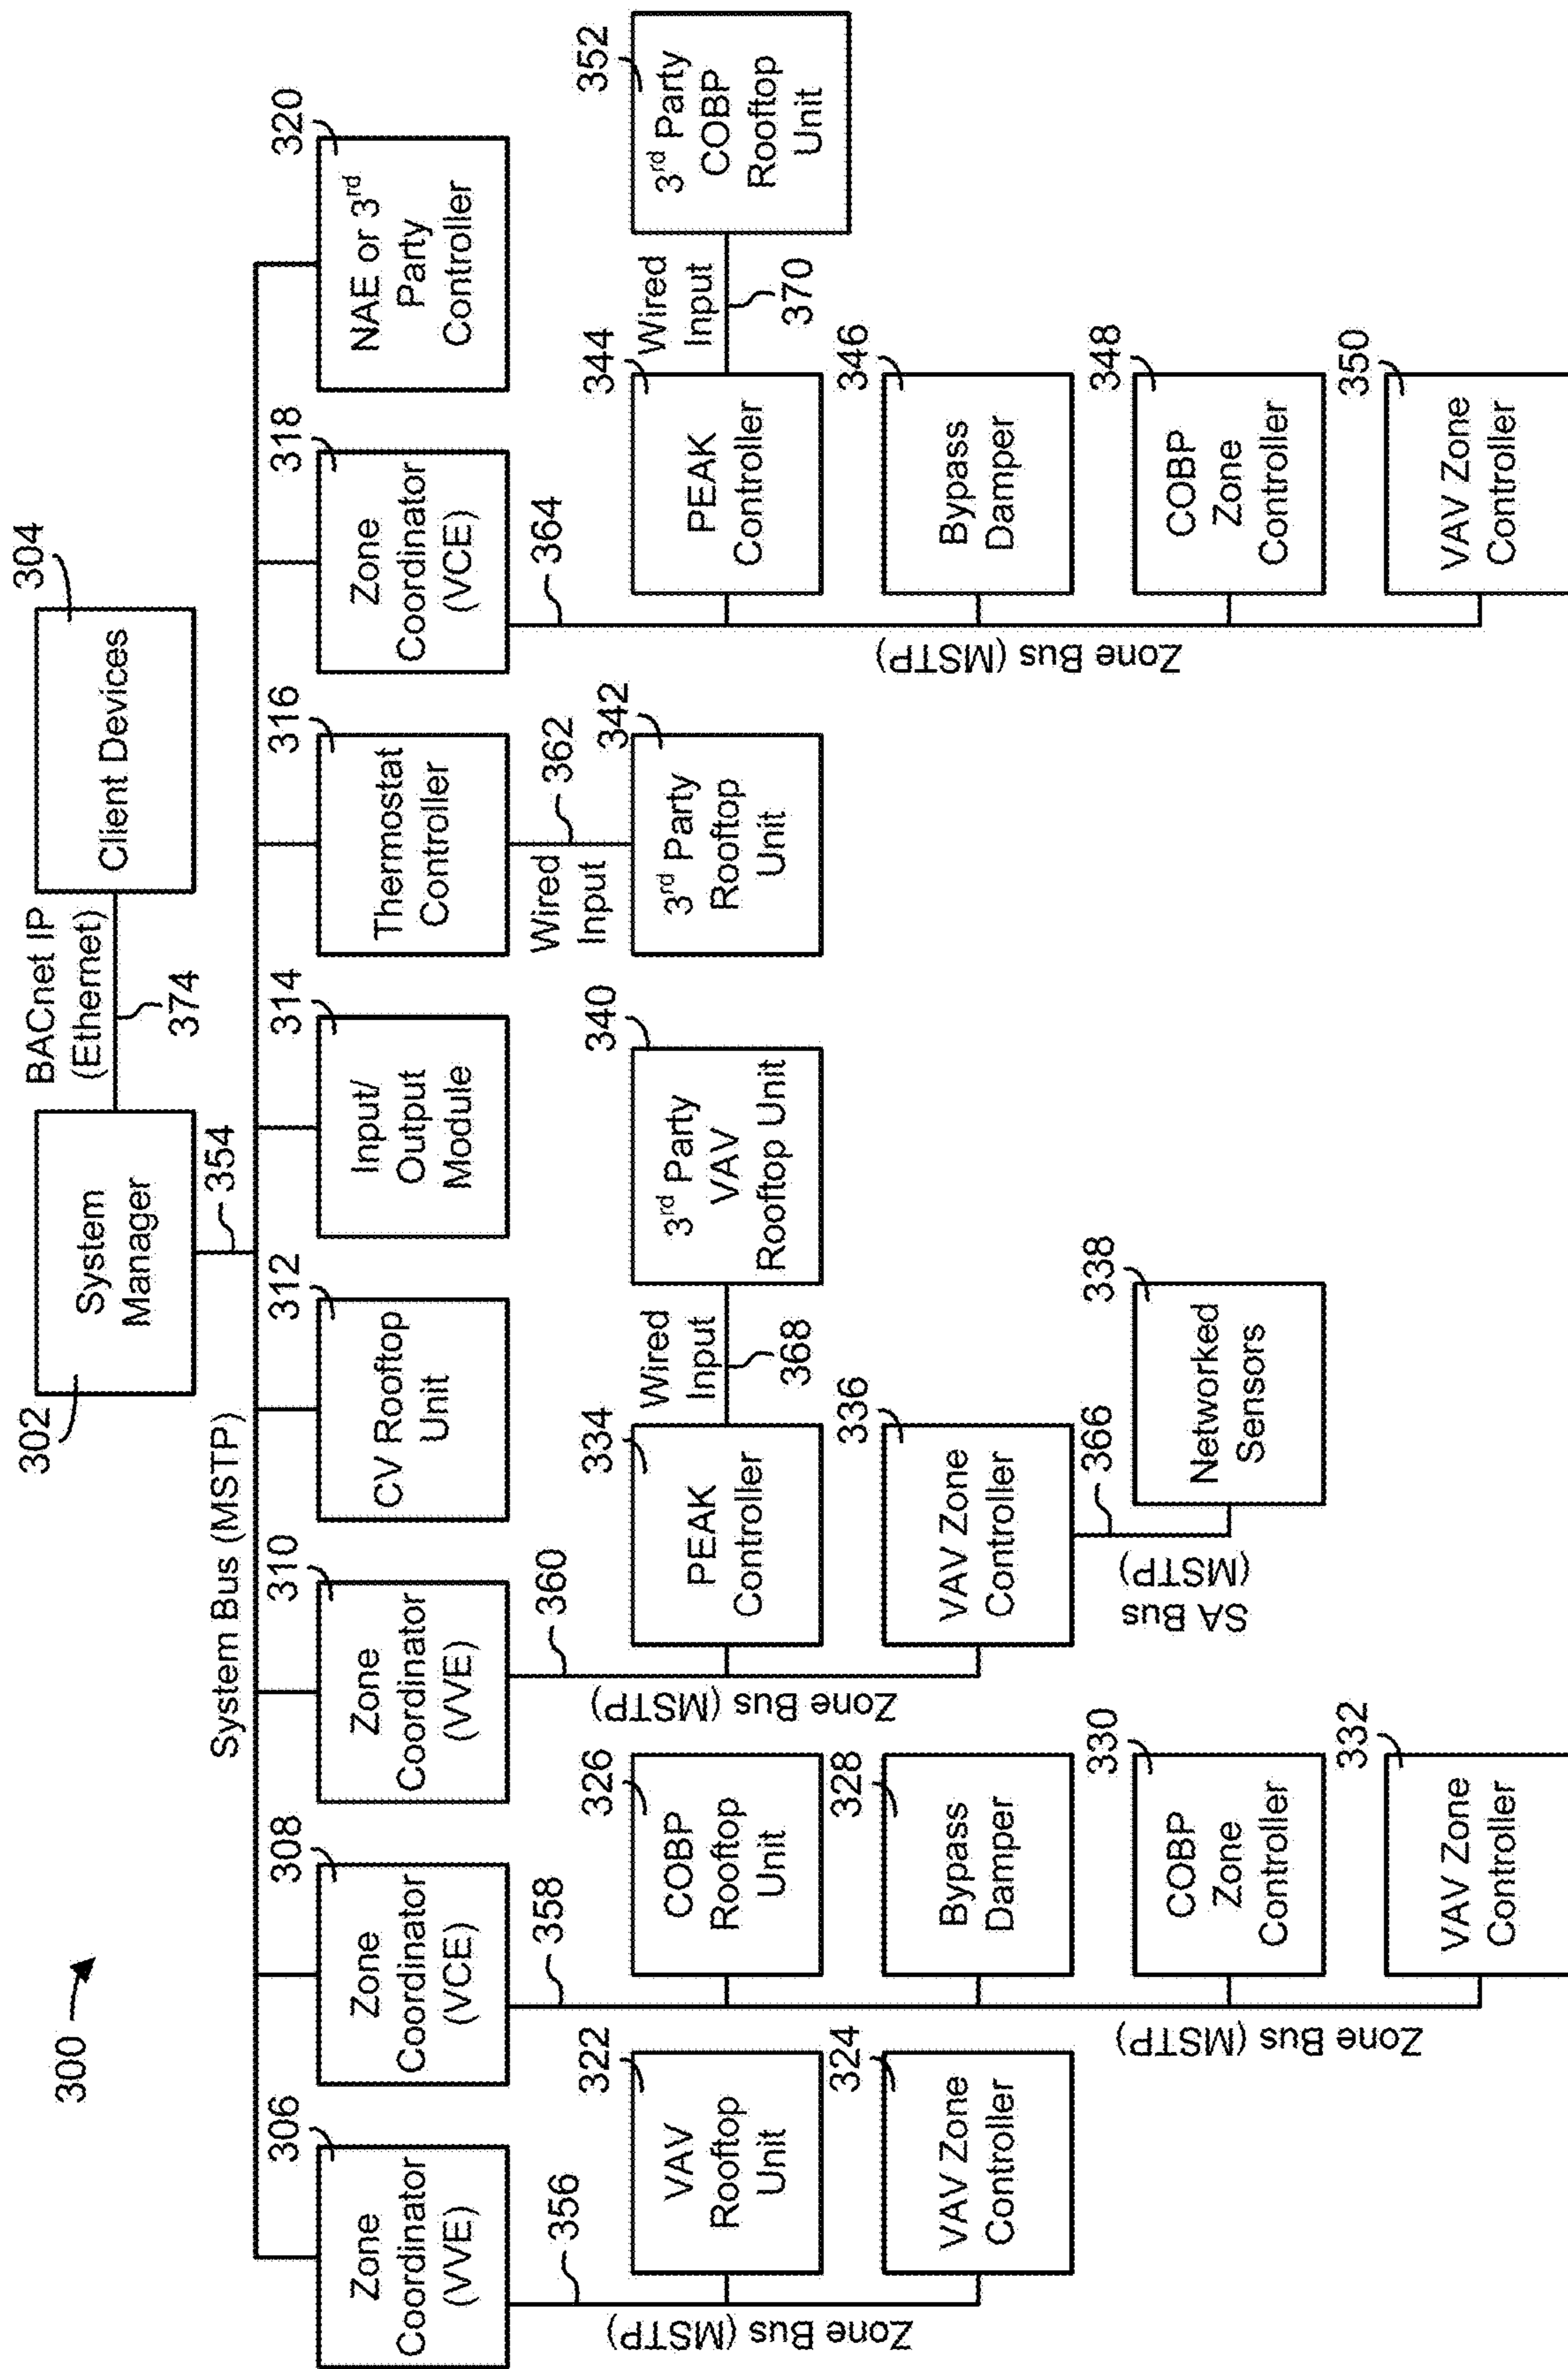 300
302
System
Manager
BACnet IP
(Ethernet)
374
304
Client Devices
354
System Bus (MSTP)
306
Zone
Coordinator
(VVE)
308
Zone
Coordinator
(VCE)
310
Zone
Coordinator
(VVE)
312
CV Rooftop
Unit
314
Input/
Output
Module
316
Thermostat
Controller
318
Zone
Coordinator
(VCE)
320
NAE or 3rd
Party
Controller
356
Zone Bus (MSTP)
322
VAV
Rooftop
Unit
324
VAV Zone
Controller
358
Zone Bus (MSTP)
326
COBP
Rooftop
Unit
328
Bypass
Damper
330
COBP
Zone
Controller
332
VAV Zone
Controller
360
Zone Bus (MSTP)
334
PEAK
Controller
Wired
Input
368
340
3rd Party
VAV
Rooftop Unit
336
VAV Zone
Controller
366
SA Bus
(MSTP)
338
Networked
Sensors
Wired
Input
362
342
3rd Party
Rooftop
Unit
364
Zone Bus (MSTP)
344
PEAK
Controller
Wired
Input
370
352
3rd Party
COBP
Rooftop
Unit
346
Bypass
Damper
348
COBP
Zone
Controller
350
VAV Zone
Controller